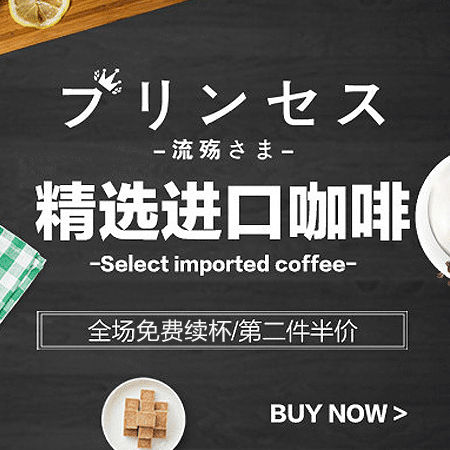 プリンセス
-流殇さま-
精选进口咖啡
-Select imported coffee-
全场免费续杯/第二件半价
BUY NOW >